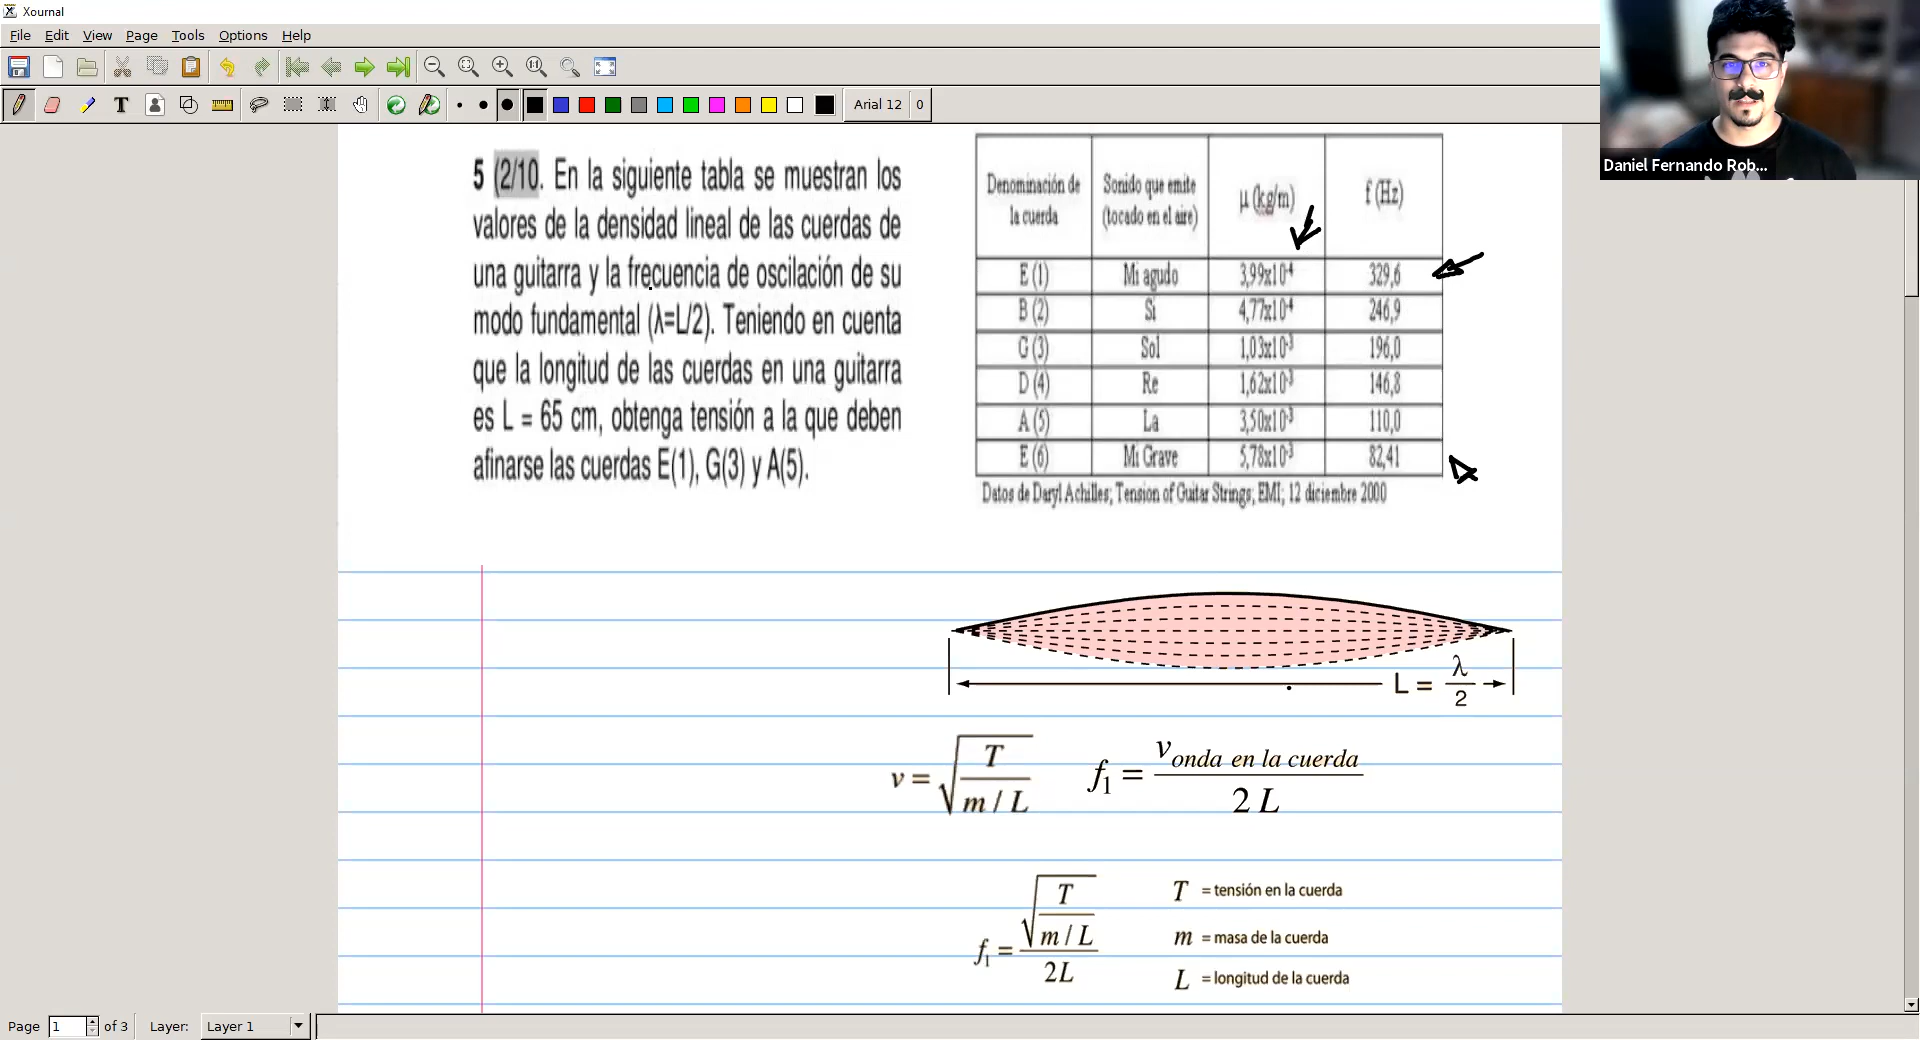 Xournal
File Edit View Page Tools Options Help
Arial 12 0
Daniel Fernando Rob...
5 (2/10. En la siguiente tabla se muestran los
valores de la densidad lineal de las cuerdas de
una guitarra y la frecuencia de oscilación de su
modo fundamental (λ=L/2). Teniendo en cuenta
que la longitud de las cuerdas en una guitarra
es L = 65 cm, obtenga tensión a la que deben
afinarse las cuerdas E(1), G(3) y A(5).
Denominación de la cuerda Sonido que emite (tocado en el aire) μ (kg/m) f (Hz)
E (1) Mi agudo 3,99x10⁻⁴ 329,6
B (2) Si 4,77x10⁻⁴ 246,9
G (3) Sol 1,03x10⁻³ 196,0
D (4) Re 1,62x10⁻³ 146,8
A (5) La 3,50x10⁻³ 110,0
E (6) Mi Grave 5,78x10⁻³ 82,41
Datos de Daryl Achilles; Tension of Guitar Strings; EMI; 12 diciembre 2000
L = λ/2
v = √(T / (m / L)) f₁ = v onda en la cuerda / 2 L
f₁ = √(T / (m / L)) / 2L
T = tensión en la cuerda
m = masa de la cuerda
L = longitud de la cuerda
Page 1 of 3 Layer: Layer 1